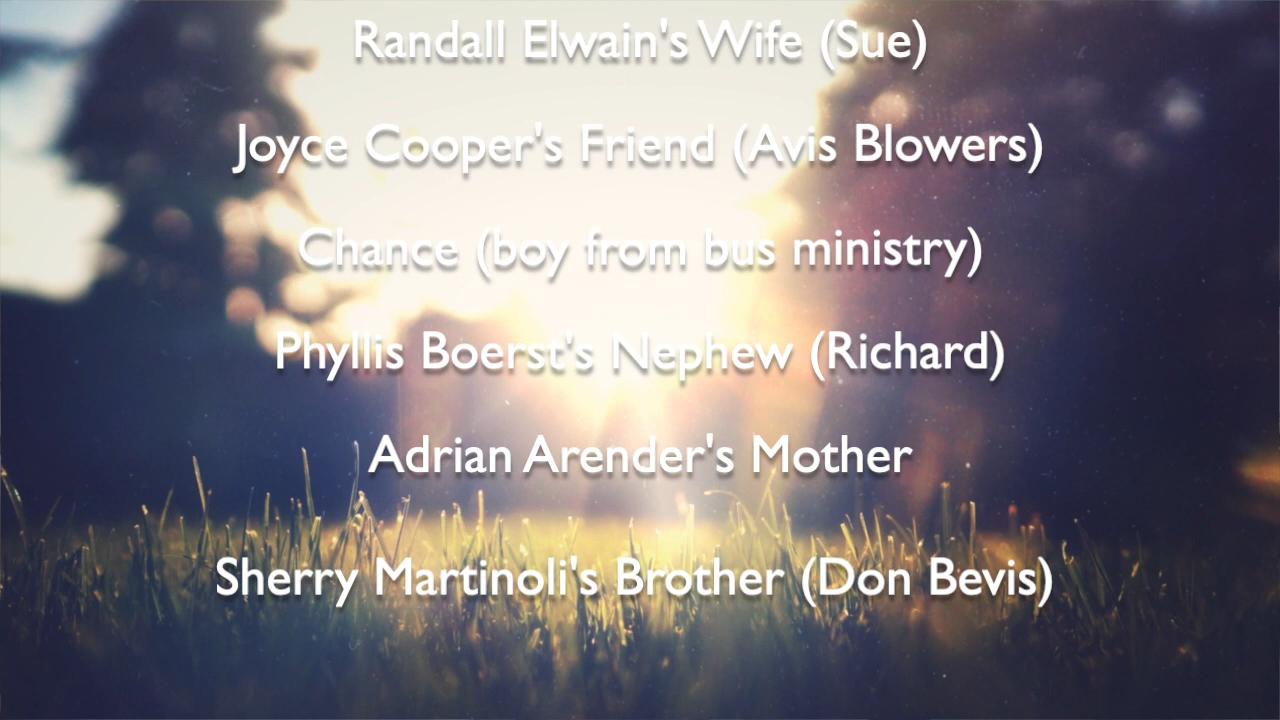 Randall Elwain's Wife (Sue)
Joyce Cooper's Friend (Avis Blowers)
Chance (boy from bus ministry)
Phyllis Boerst's Nephew (Richard)
Adrian Arender's Mother
Sherry Martinoli's Brother (Don Bevis)